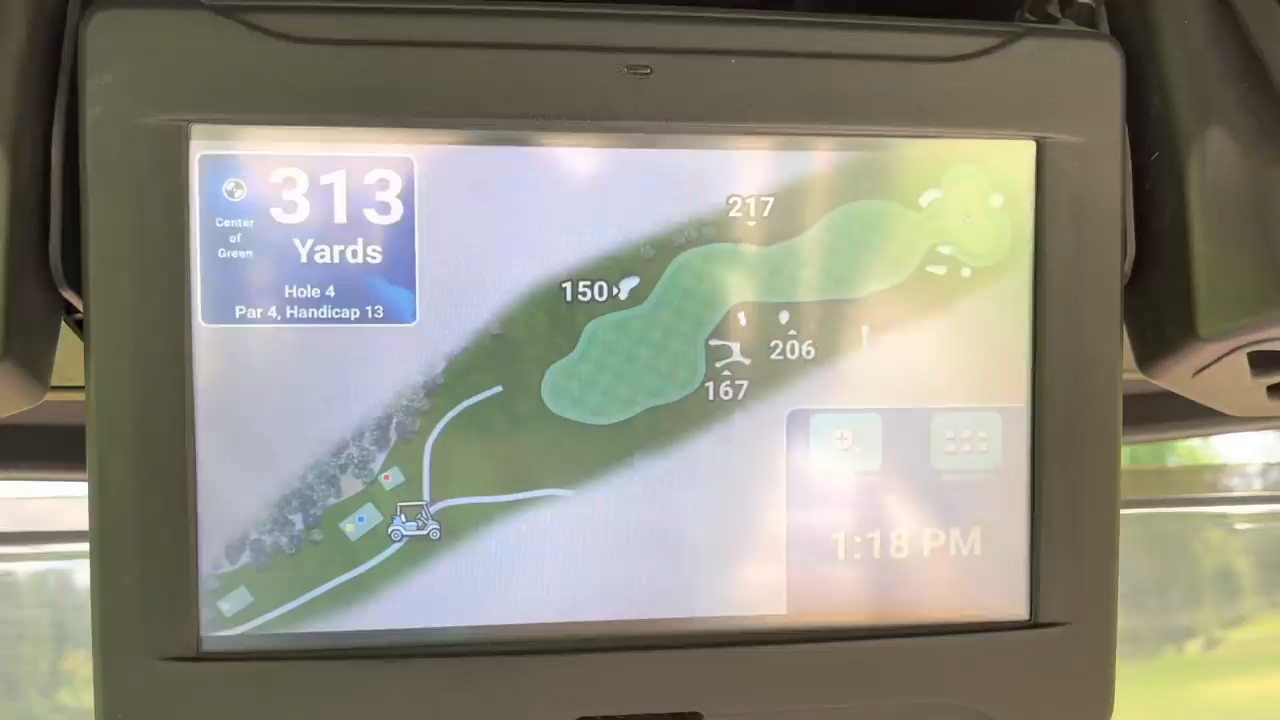 313
Center
of
Green
Yards
Hole 4
Par 4, Handicap 13
217
150
206
167
1:18 PM